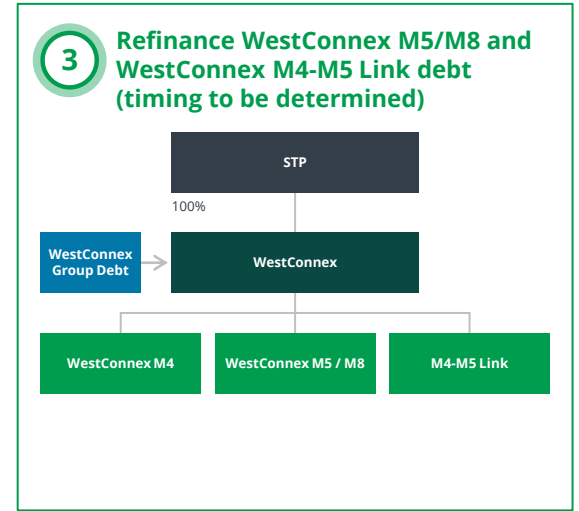 3
Refinance WestConnex M5/M8 and
WestConnex M4-M5 Link debt
(timing to be determined)
STP
100%
WestConnex
Group Debt
WestConnex
WestConnex M4
WestConnex M5 / M8
M4-M5 Link